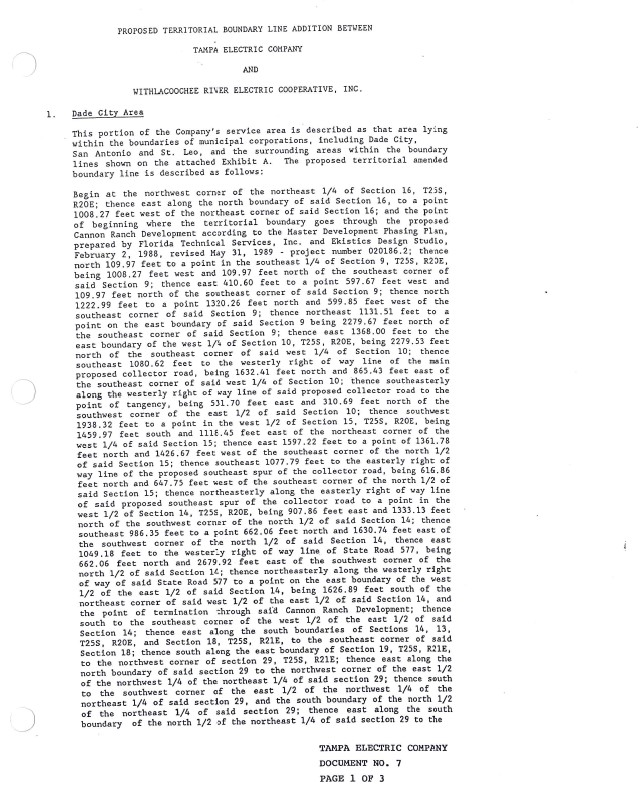 PROPOSED TERRITORIAL BOUNDARY LINE ADDITION BETWEEN
TAMPA ELECTRIC COMPANY
AND
WITHLACOOCHEE RIVER ELECTRIC COOPERATIVE, INC.
1. Dade City Area
This portion of the Company's service area is described as that area lying
within the boundaries of municipal corporations, including Dade City,
San Antonio and St. Leo, and the surrounding areas within the boundary
lines shown on the attached Exhibit A. The proposed territorial amended
boundary line is described as follows:
Begin at the northwest corner of the northeast 1/4 of Section 16, T25S,
R20E; thence east along the north boundary of said Section 16, to a point
1008.27 feet west of the northeast corner of said Section 16; and the point
of beginning where the territorial boundary goes through the proposed
Cannon Ranch Development according to the Master Development Phasing Plan,
prepared by Florida Technical Services, Inc. and Ekistics Design Studio,
February 2, 1988, revised May 31, 1989 - project number 020186.2; thence
north 109.97 feet to a point in the southeast 1/4 of Section 9, T25S, R20E,
being 1008.27 feet west and 109.97 feet north of the southeast corner of
said Section 9; thence east 410.60 feet to a point 597.67 feet west and
109.97 feet north of the southeast corner of said Section 9; thence north
1222.99 feet to a point 1320.26 feet north and 599.85 feet west of the
southeast corner of said Section 9; thence northeast 1131.51 feet to a
point on the east boundary of said Section 9 being 2279.67 feet north of
the southeast corner of said Section 9; thence east 1368.00 feet to the
east boundary of the west 1/4 of Section 10, T25S, R20E, being 2279.53 feet
north of the southeast corner of said west 1/4 of Section 10; thence
southeast 1080.62 feet to the westerly right of way line of the main
proposed collector road, being 1632.41 feet north and 865.43 feet east of
the southeast corner of said west 1/4 of Section 10; thence southeasterly
along the westerly right of way line of said proposed collector road to the
point of tangency, being 531.70 feet east and 310.69 feet north of the
southwest corner of the east 1/2 of said Section 10; thence southwest
1938.32 feet to a point in the west 1/2 of Section 15, T25S, R20E, being
1459.97 feet south and 1118.45 feet east of the northeast corner of the
west 1/4 of said Section 15; thence east 1597.22 feet to a point of 1361.78
feet north and 1426.67 feet west of the southeast corner of the north 1/2
of said Section 15; thence southeast 1077.79 feet to the easterly right of
way line of the proposed southeast spur of the collector road, being 616.86
feet north and 647.75 feet west of the southeast corner of the north 1/2 of
said Section 15; thence northeasterly along the easterly right of way line
of said proposed southeast spur of the collector road to a point in the
west 1/2 of Section 14, T25S, R20E, being 907.86 feet east and 1333.13 feet
north of the southwest corner of the north 1/2 of said Section 14; thence
southeast 986.35 feet to a point 662.06 feet north and 1630.74 feet east of
the southwest corner of the north 1/2 of said Section 14, thence east
1049.18 feet to the westerly right of way line of State Road 577, being
662.06 feet north and 2679.92 feet east of the southwest corner of the
north 1/2 of said Section 14; thence northeasterly along the westerly right
of way of said State Road 577 to a point on the east boundary of the west
1/2 of the east 1/2 of said Section 14, being 1626.89 feet south of the
northeast corner of said west 1/2 of the east 1/2 of said Section 14, and
the point of termination through said Cannon Ranch Development; thence
south to the southeast corner of the west 1/2 of the east 1/2 of said
Section 14; thence east along the south boundaries of Sections 14, 13,
T25S, R20E, and Section 18, T25S, R21E, to the southeast corner of said
Section 18; thence south along the east boundary of Section 19, T25S, R21E,
to the northwest corner of section 29, T25S, R21E; thence east along the
north boundary of said section 29 to the northwest corner of the east 1/2
of the northwest 1/4 of the northeast 1/4 of said section 29; thence south
to the southwest corner of the east 1/2 of the northwest 1/4 of the
northeast 1/4 of said section 29, and the south boundary of the north 1/2
of the northeast 1/4 of said section 29; thence east along the south
boundary of the north 1/2 of the northeast 1/4 of said section 29 to the
TAMPA ELECTRIC COMPANY
DOCUMENT NO. 7
PAGE 1 OF 3